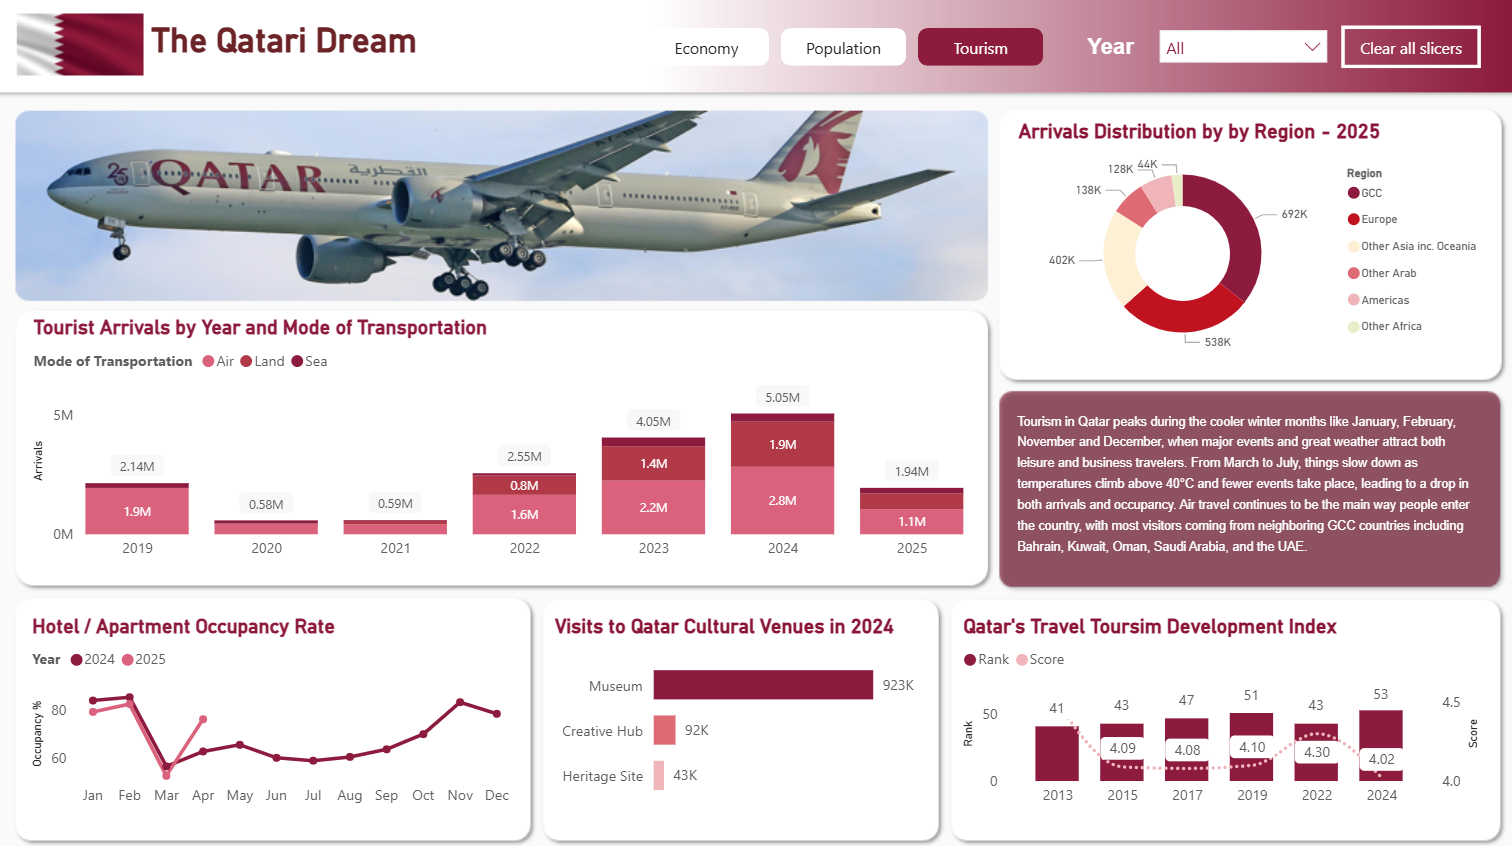 The Qatari Dream
Economy
Population
Tourism
Year
All
Clear all slicers
25
QATAR
القطرية
Arrivals Distribution by by Region - 2025
44K
128K
138K
402K
692K
538K
Region
GCC
Europe
Other Asia inc. Oceania
Other Arab
Americas
Other Africa
Tourist Arrivals by Year and Mode of Transportation
Mode of Transportation Air Land Sea
Arrivals
5M
0M
2.14M
1.9M
0.58M
0.59M
2.55M
0.8M
1.6M
4.05M
1.4M
2.2M
5.05M
1.9M
2.8M
1.94M
1.1M
2019 2020 2021 2022 2023 2024 2025
Tourism in Qatar peaks during the cooler winter months like January, February,
November and December, when major events and great weather attract both
leisure and business travelers. From March to July, things slow down as
temperatures climb above 40°C and fewer events take place, leading to a drop in
both arrivals and occupancy. Air travel continues to be the main way people enter
the country, with most visitors coming from neighboring GCC countries including
Bahrain, Kuwait, Oman, Saudi Arabia, and the UAE.
Hotel / Apartment Occupancy Rate
Year 2024 2025
Occupancy %
80
60
Jan Feb Mar Apr May Jun Jul Aug Sep Oct Nov Dec
Visits to Qatar Cultural Venues in 2024
Museum 923K
Creative Hub 92K
Heritage Site 43K
Qatar's Travel Toursim Development Index
Rank Score
Rank
50
0
41 43 47 51 43 53
4.09 4.08 4.10 4.30 4.02
4.5
4.0
Score
2013 2015 2017 2019 2022 2024